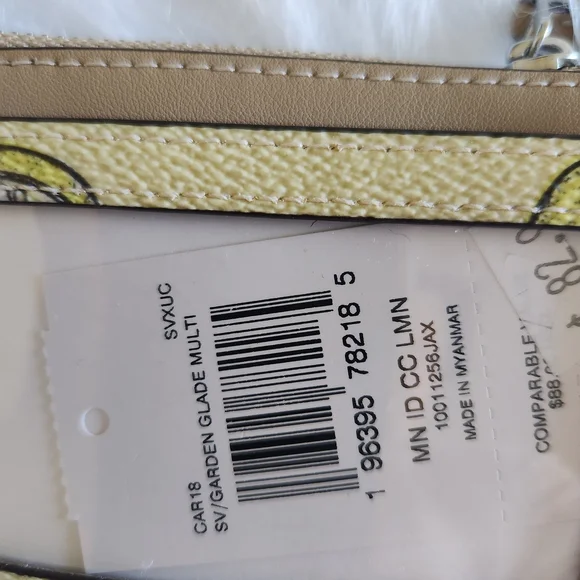 CAR18 SVXUC
SV/GARDEN GLADE MULTI
1 96395 78218 5
MN ID CC LMN
10011256JAX
MADE IN MYANMAR
COMPARABLE
$88.
82.